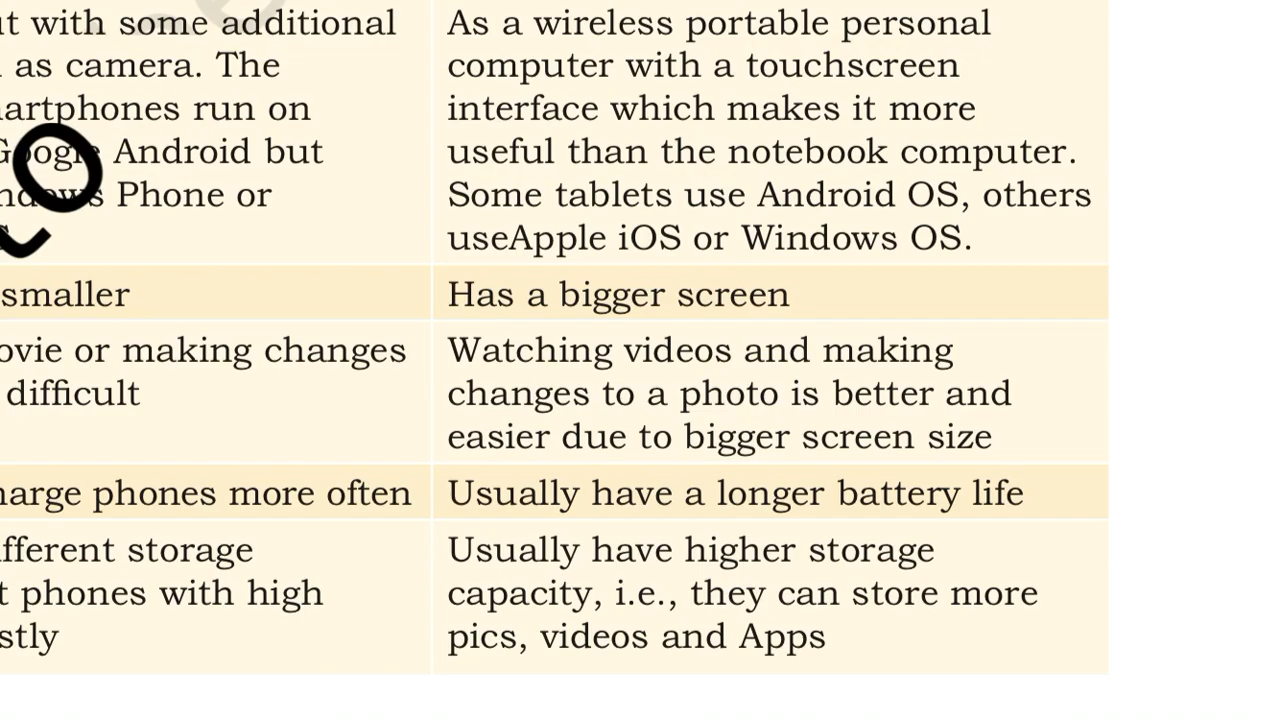 t with some additional
as camera. The
artphones run on
Google Android but
ndows Phone or
smaller
ovie or making changes
difficult
harge phones more often
fferent storage
t phones with high
stly
As a wireless portable personal
computer with a touchscreen
interface which makes it more
useful than the notebook computer.
Some tablets use Android OS, others
useApple iOS or Windows OS.
Has a bigger screen
Watching videos and making
changes to a photo is better and
easier due to bigger screen size
Usually have a longer battery life
Usually have higher storage
capacity, i.e., they can store more
pics, videos and Apps